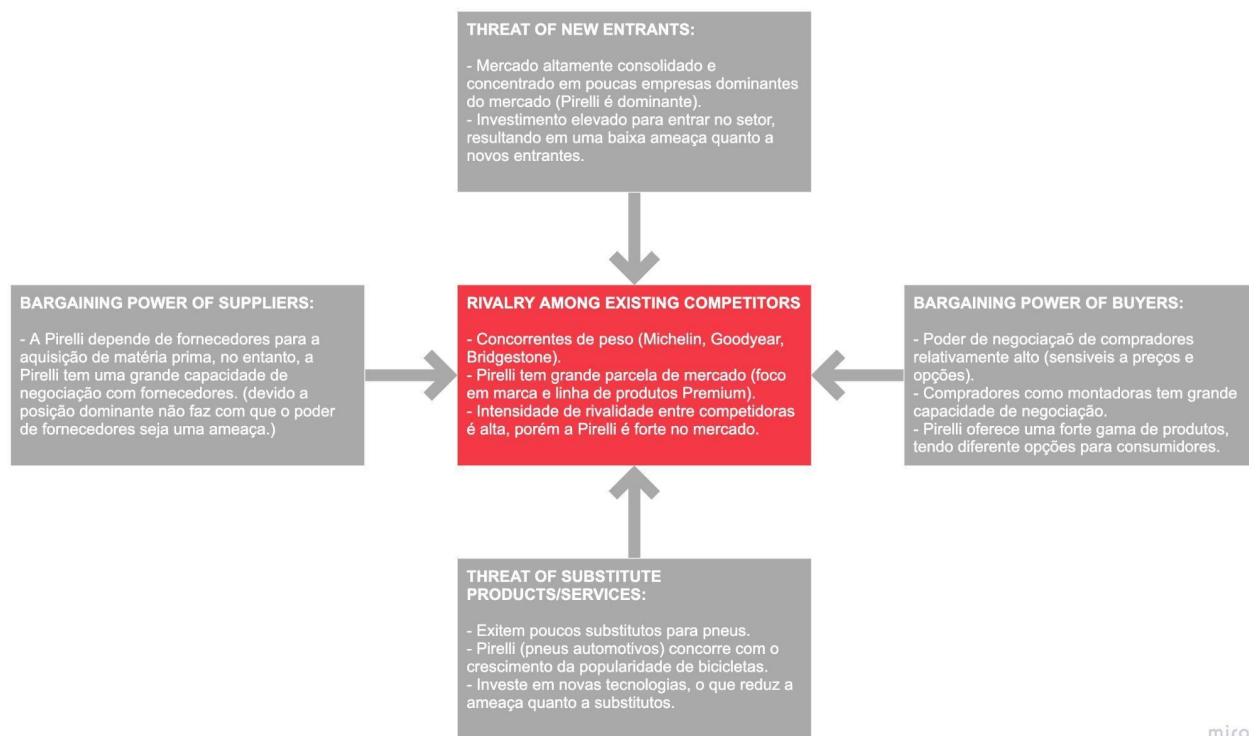 THREAT OF NEW ENTRANTS:
- Mercado altamente consolidado e
concentrado em poucas empresas dominantes
do mercado (Pirelli é dominante).
- Investimento elevado para entrar no setor,
resultando em uma baixa ameaça quanto a
novos entrantes.
BARGAINING POWER OF SUPPLIERS:
- A Pirelli depende de fornecedores para a
aquisição de matéria prima, no entanto, a
Pirelli tem uma grande capacidade de
negociação com fornecedores. (devido a
posição dominante não faz com que o poder
de fornecedores seja uma ameaça.)
RIVALRY AMONG EXISTING COMPETITORS
- Concorrentes de peso (Michelin, Goodyear,
Bridgestone).
- Pirelli tem grande parcela de mercado (foco
em marca e linha de produtos Premium).
- Intensidade de rivalidade entre competidoras
é alta, porém a Pirelli é forte no mercado.
BARGAINING POWER OF BUYERS:
- Poder de negociaçaõ de compradores
relativamente alto (sensiveis a preços e
opções).
- Compradores como montadoras tem grande
capacidade de negociação.
- Pirelli oferece uma forte gama de produtos,
tendo diferente opções para consumidores.
THREAT OF SUBSTITUTE
PRODUCTS/SERVICES:
- Exitem poucos substitutos para pneus.
- Pirelli (pneus automotivos) concorre com o
crescimento da popularidade de bicicletas.
- Investe em novas tecnologias, o que reduz a
ameaça quanto a substitutos.
miro